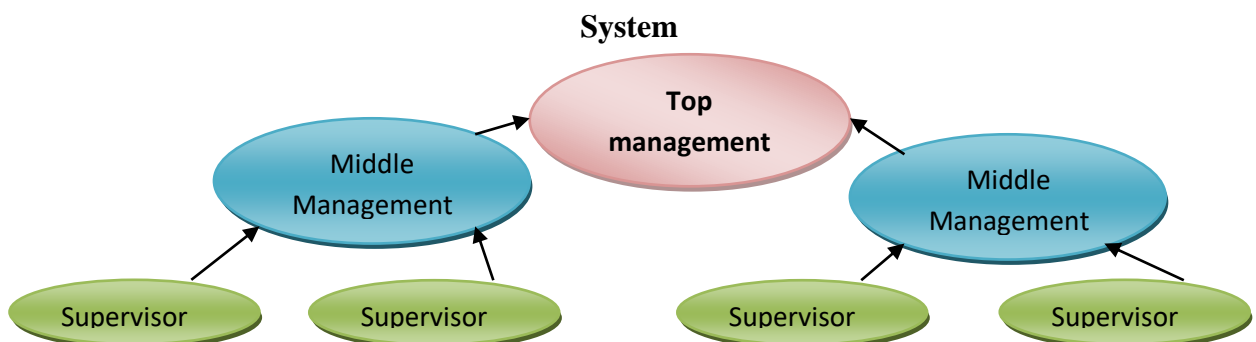 System
Top
management
Middle
Management
Middle
Management
Supervisor
Supervisor
Supervisor
Supervisor